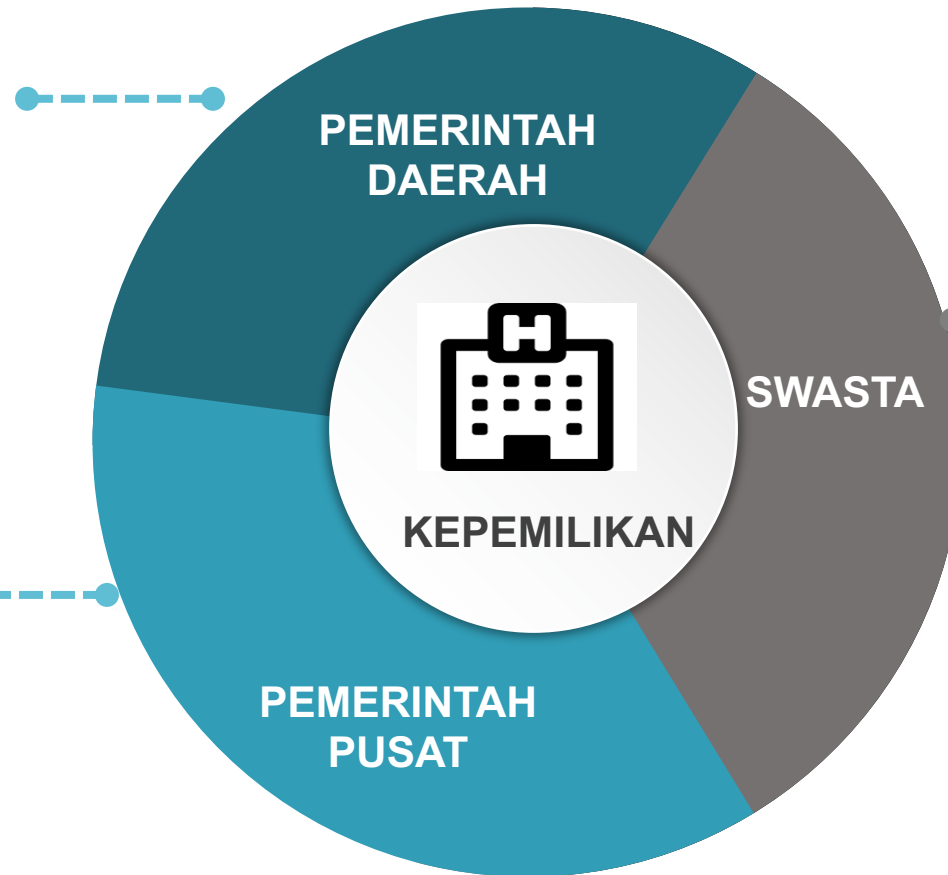 PEMERINTAH
DAERAH
H
SWASTA
KEPEMILIKAN
PEMERINTAH
PUSAT